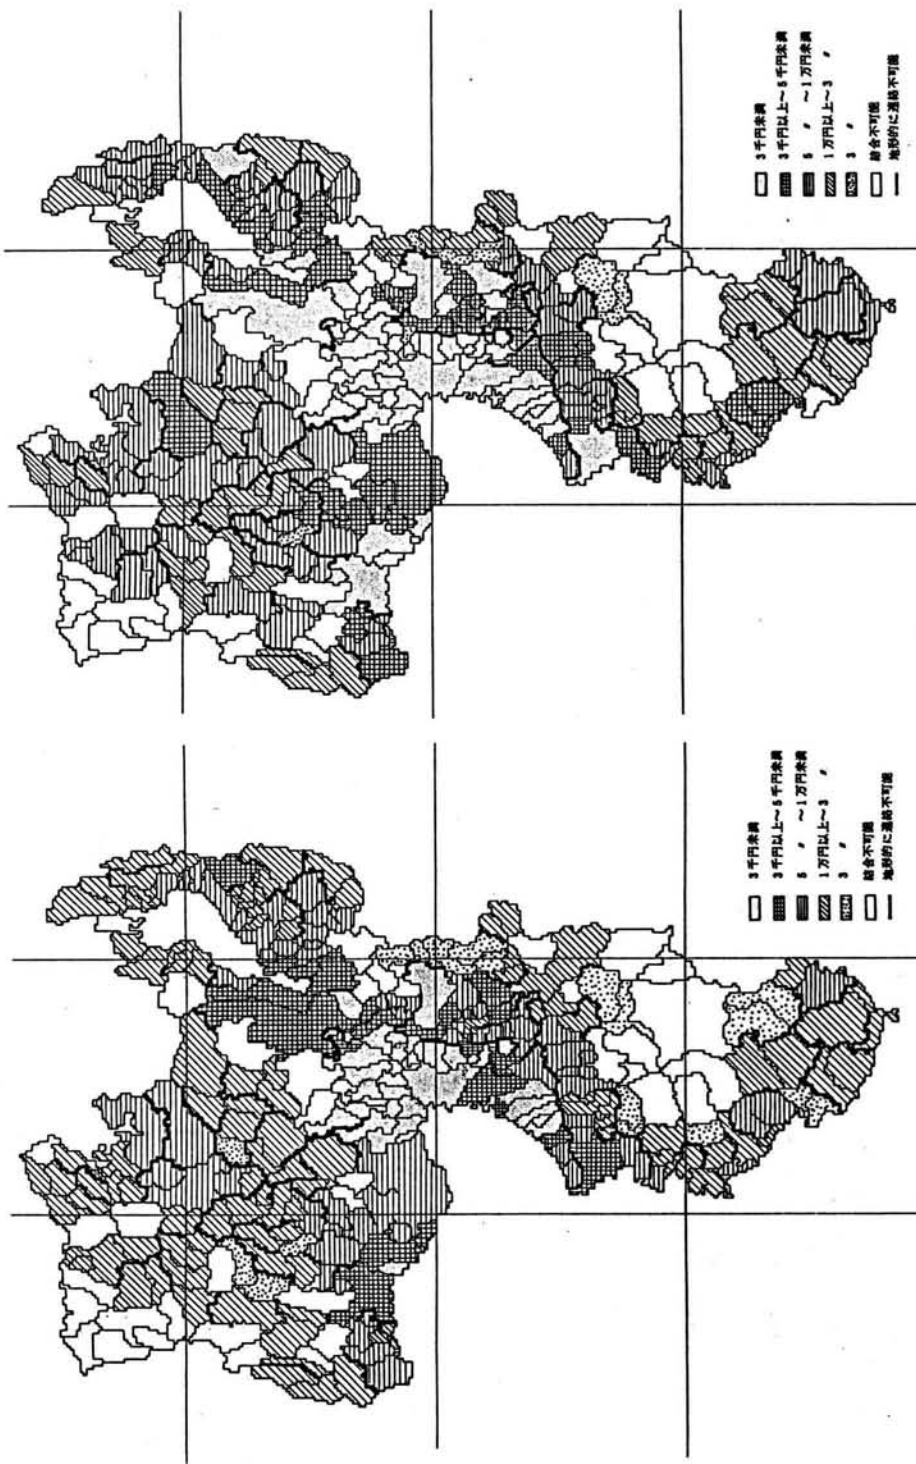 3千円未満
3千円以上～5千円未満
5 〃 ～1万円未満
1万円以上～3 〃
3 〃
結合不可能
地形的に連絡不可能
3千円未満
3千円以上～5千円未満
5 〃 ～1万円未満
1万円以上～3 〃
3 〃
結合不可能
地形的に連絡不可能